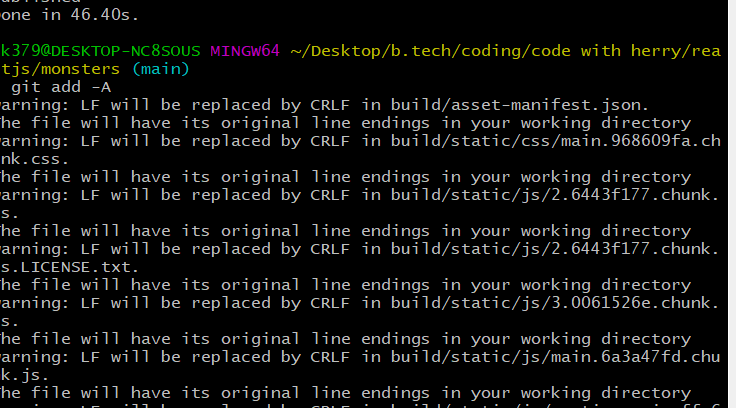 one in 46.40s.
k379@DESKTOP-NC8SOUS MINGW64 ~/Desktop/b.tech/coding/code with herry/rea
tjs/monsters (main)
git add -A
arning: LF will be replaced by CRLF in build/asset-manifest.json.
he file will have its original line endings in your working directory
arning: LF will be replaced by CRLF in build/static/css/main.968609fa.ch
nk.css.
he file will have its original line endings in your working directory
arning: LF will be replaced by CRLF in build/static/js/2.6443f177.chunk.
s.
he file will have its original line endings in your working directory
arning: LF will be replaced by CRLF in build/static/js/2.6443f177.chunk.
s.LICENSE.txt.
he file will have its original line endings in your working directory
arning: LF will be replaced by CRLF in build/static/js/3.0061526e.chunk.
s.
he file will have its original line endings in your working directory
arning: LF will be replaced by CRLF in build/static/js/main.6a3a47fd.chu
k.js.
he file will have its original line endings in your working directory